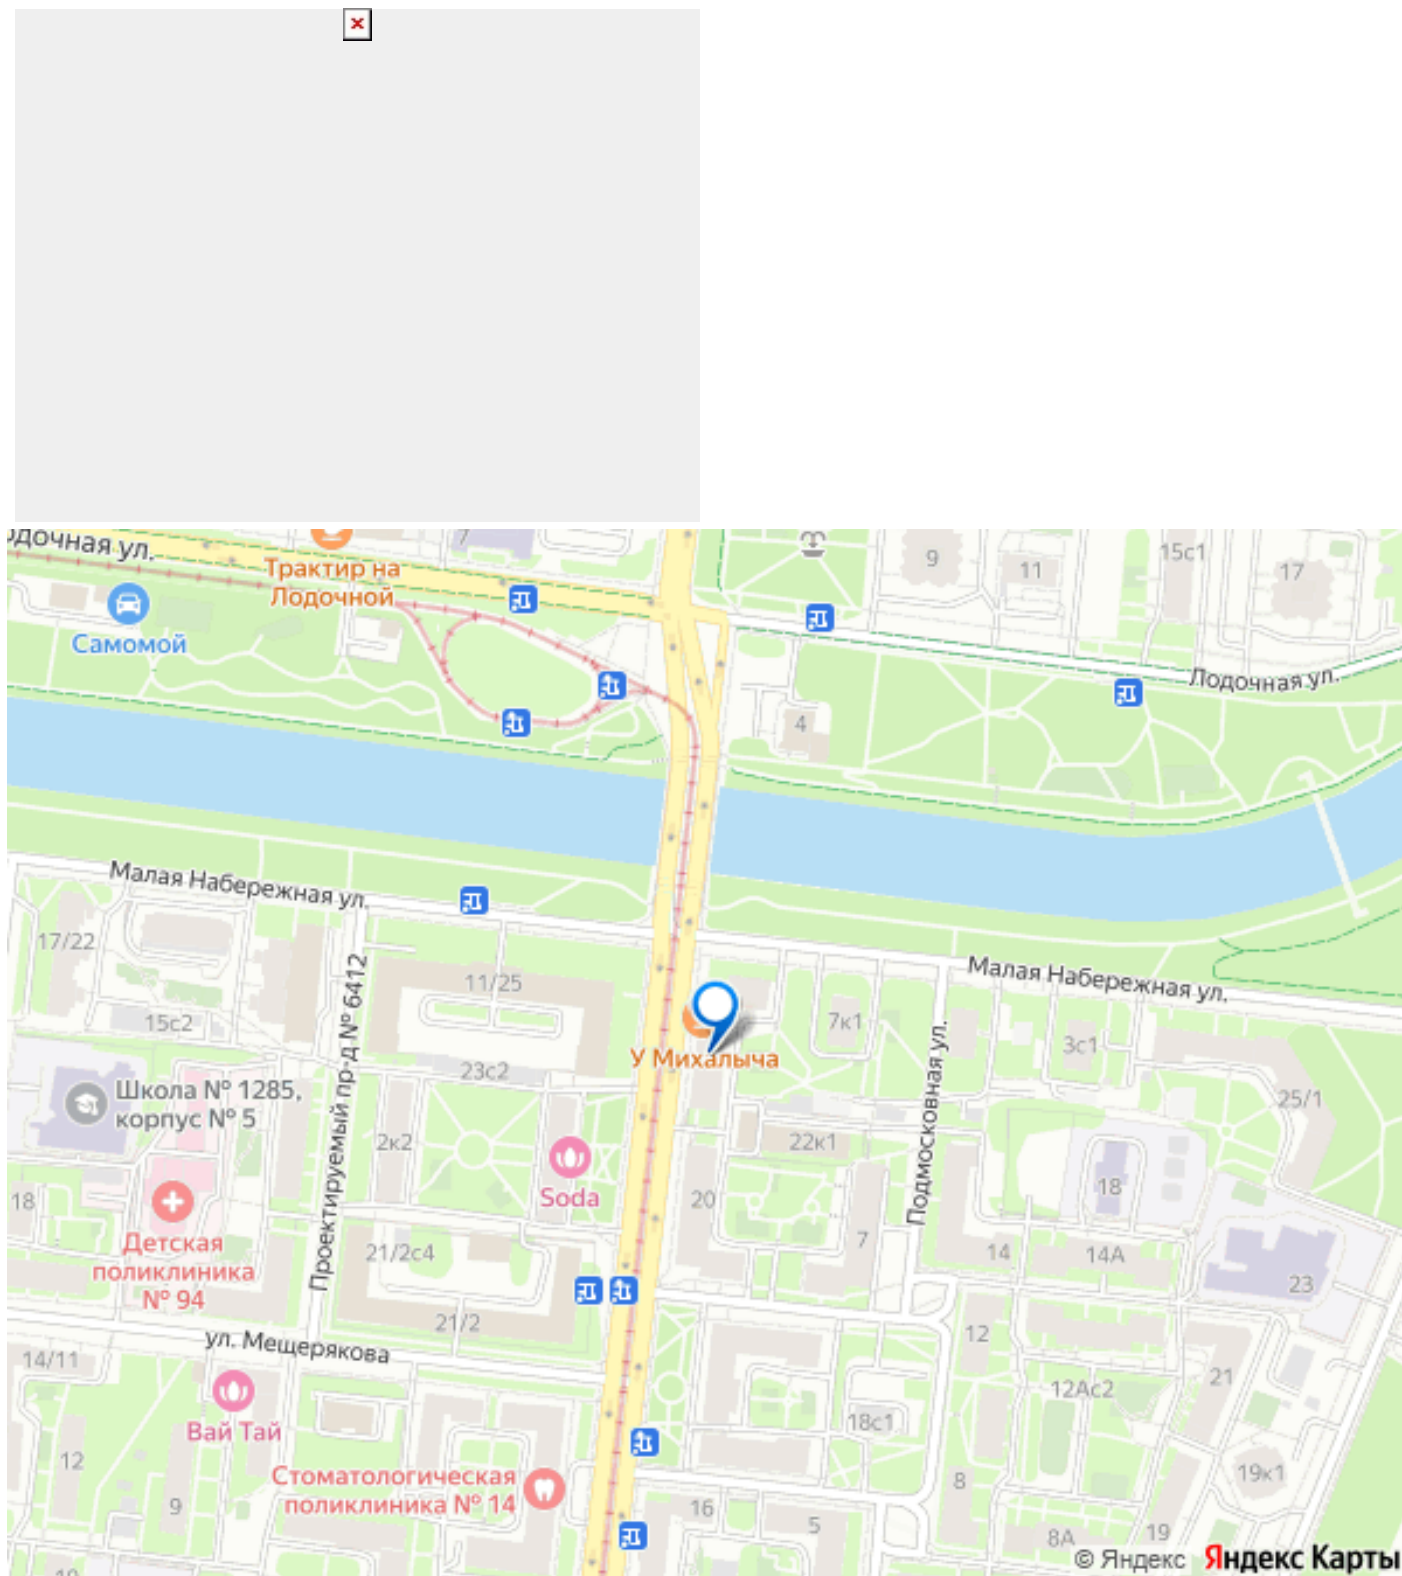 одочная ул.
7
Трактир на
Лодочной
9
11
15с1
17
Самомой
Лодочная ул.
4
Малая Набережная ул.
17/22
11/25
Проектируемый пр-д № 6412
Малая Набережная ул.
15с2
7к1
3с1
У Михалыча
23с2
Подмосковная ул.
Школа № 1285,
корпус № 5
25/1
2к2
22к1
Soda
18
20
18
Детская
поликлиника
№ 94
21/2с4
7
14
14А
23
21/2
ул. Мещерякова
12
14/11
21
12Ас2
Вай Тай
18с1
12
Стоматологическая
поликлиника № 14
19к1
9
16
8
5
8А
19
© Яндекс Яндекс Карты